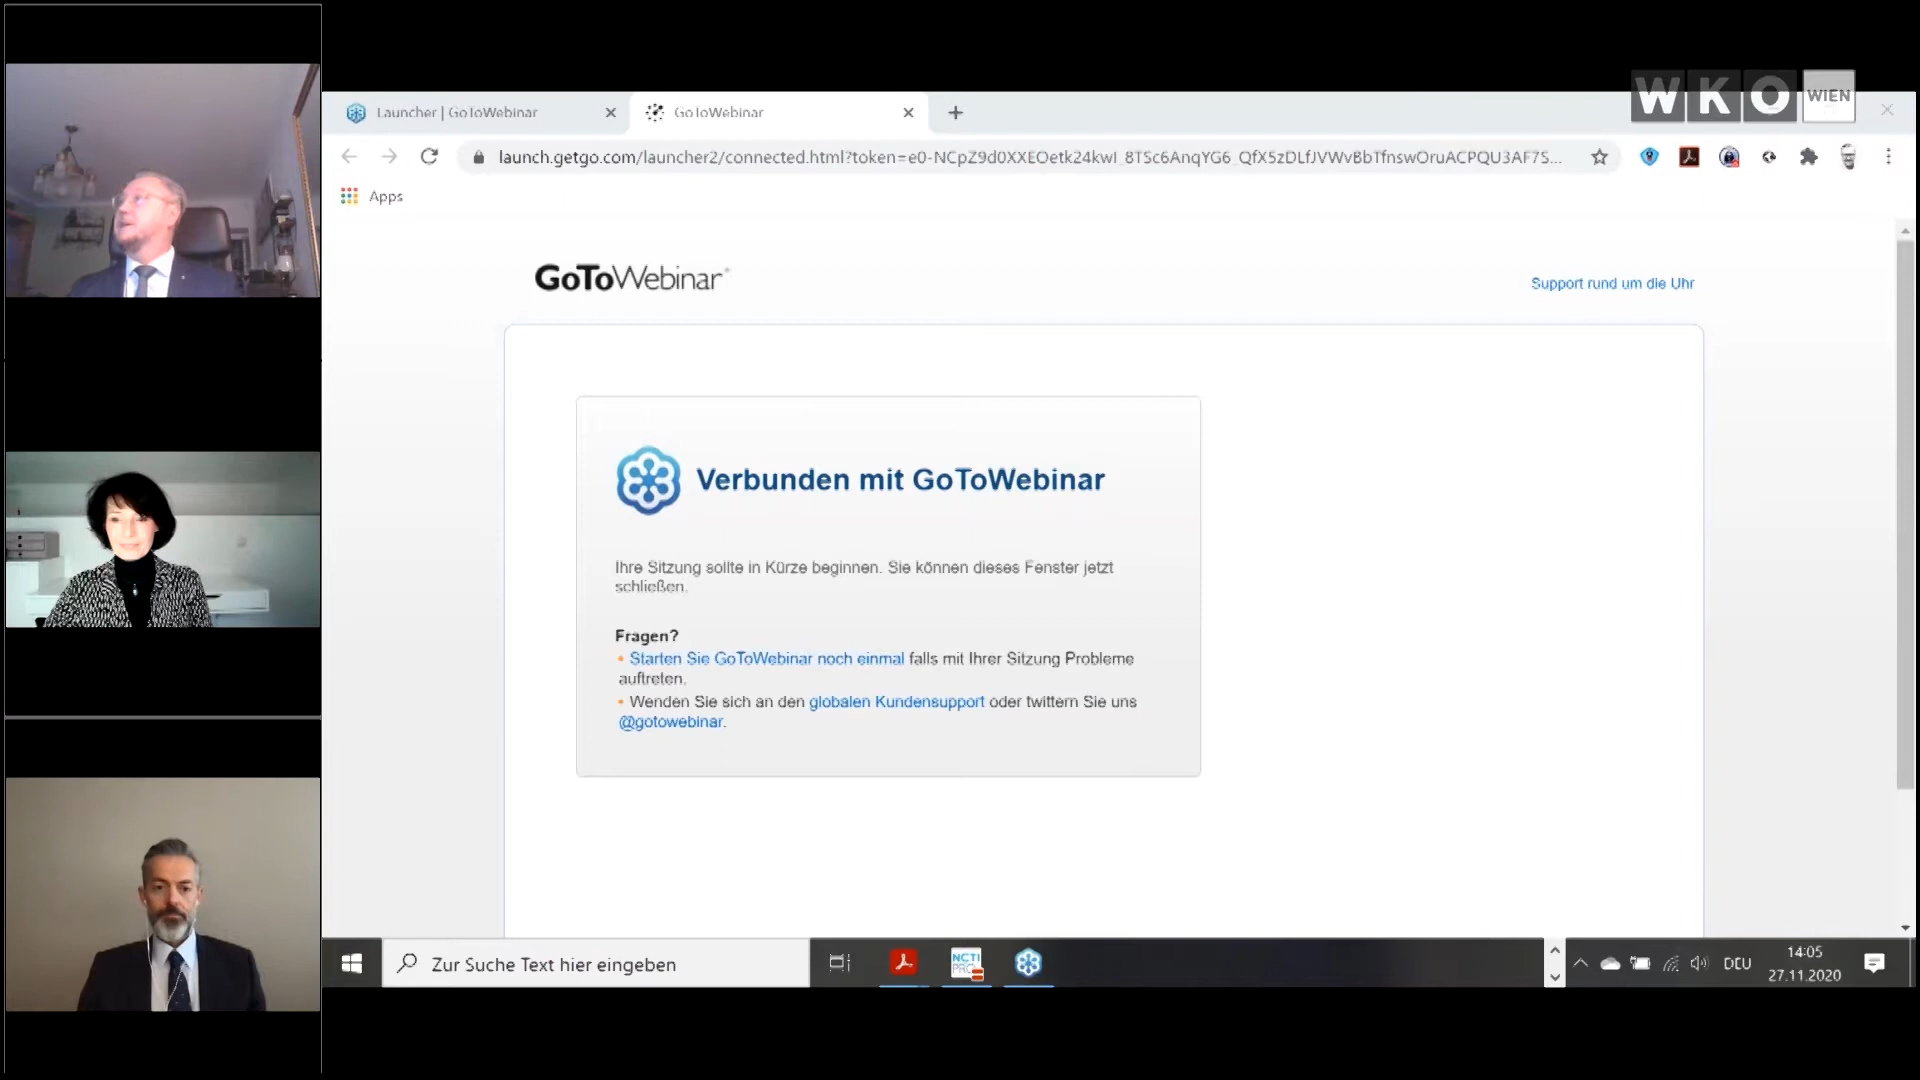 WKO WIEN
Launcher | GoToWebinar
GoToWebinar
launch.getgo.com/launcher2/connected.html?token=e0-NCpZ9d0XXEOetk24kwI_8TSc6AnqYG6_QfX5zDLfJVWvBbTfnswOruACPQU3AF7S...
Apps
GoToWebinar
Support rund um die Uhr
Verbunden mit GoToWebinar
Ihre Sitzung sollte in Kürze beginnen. Sie können dieses Fenster jetzt
schließen.
Fragen?
• Starten Sie GoToWebinar noch einmal falls mit Ihrer Sitzung Probleme
auftreten.
• Wenden Sie sich an den globalen Kundensupport oder twittern Sie uns
@gotowebinar.
Zur Suche Text hier eingeben
NCTI
PRO
DEU
14:05
27.11.2020